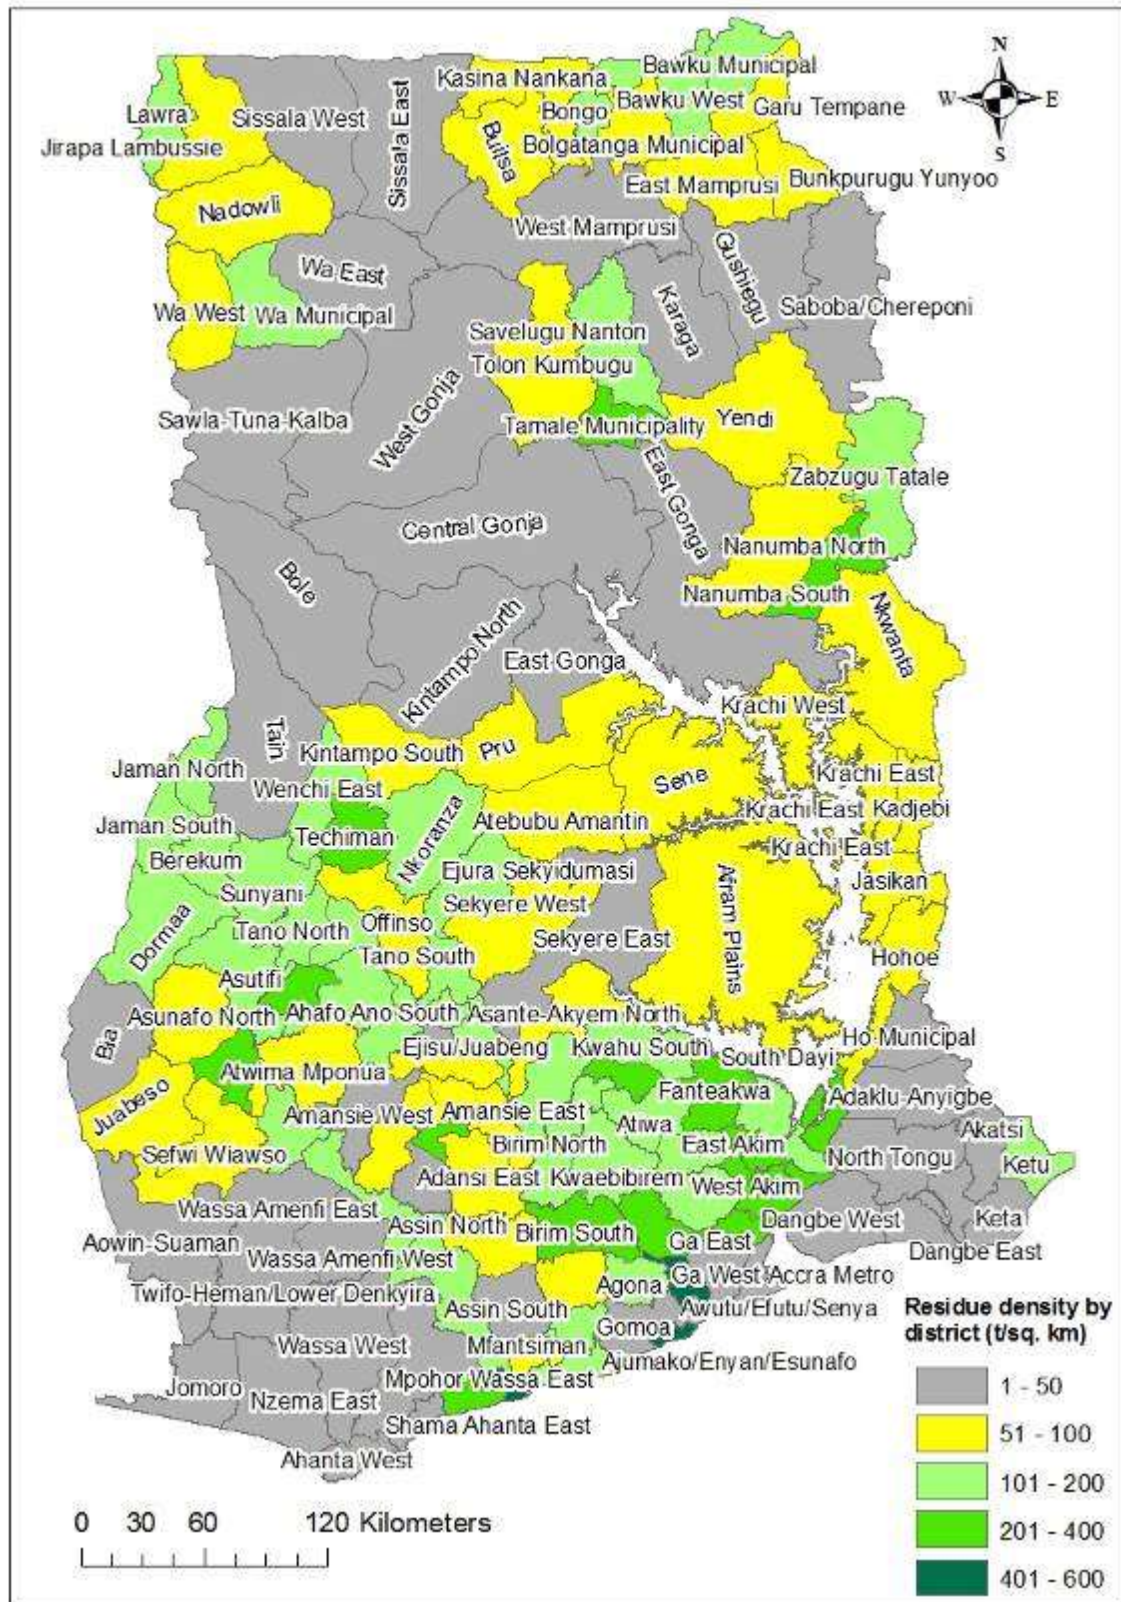 N
W E
S
Kasina Nankana
Bawku Municipal
Lawra
Sissala West
Sissala East
Bongo
Bawku West
Garu Tempane
Jirapa Lambussie
Builsa
Bolgatanga Municipal
East Mamprusi
Bunkpurugu Yunyoo
Nadowli
West Mamprusi
Gushiegu
Wa East
Karaga
Saboba/Chereponi
Wa West
Wa Municipal
Savelugu Nanton
Tolon Kumbugu
Sawla-Tuna-Kalba
West Gonja
Tamale Municipality
Yendi
East Gonga
Zabzugu Tatale
Central Gonja
Nanumba North
Bole
Nanumba South
Nkwanta
Kintampo North
East Gonga
Krachi West
Tain
Kintampo South
Pru
Jaman North
Sene
Krachi East
Wenchi East
Krachi East
Kadjebi
Jaman South
Techiman
Nkoranza
Atebubu Amantin
Krachi East
Berekum
Ejura Sekyidumasi
Afram Plains
Jasikan
Sunyani
Sekyere West
Dormaa
Tano North
Offinso
Sekyere East
Tano South
Hohoe
Asutifi
Asunafo North
Ahafo Ano South
Asante-Akyem North
Bia
Ejisu/Juabeng
Kwahu South
South Dayi
Ho Municipal
Atwima Mponua
Fanteakwa
Adaklu-Anyigbe
Juabeso
Amansie West
Amansie East
Atiwa
Akatsi
Sefwi Wiawso
Birim North
East Akim
North Tongu
Ketu
Adansi East
Kwaebibirem
West Akim
Wassa Amenfi East
Assin North
Birim South
Dangbe West
Keta
Aowin-Suaman
Ga East
Dangbe East
Wassa Amenfi West
Ga West/Accra Metro
Twifo-Heman/Lower Denkyira
Agona
Assin South
Awutu/Efutu/Senya
Gomoa
Wassa West
Mfantsiman
Ajumako/Enyan/Esunafo
Jomoro
Mpohor Wassa East
Nzema East
Shama Ahanta East
Ahanta West
Residue density by
district (t/sq. km)
1 - 50
51 - 100
101 - 200
201 - 400
401 - 600
0 30 60 120 Kilometers